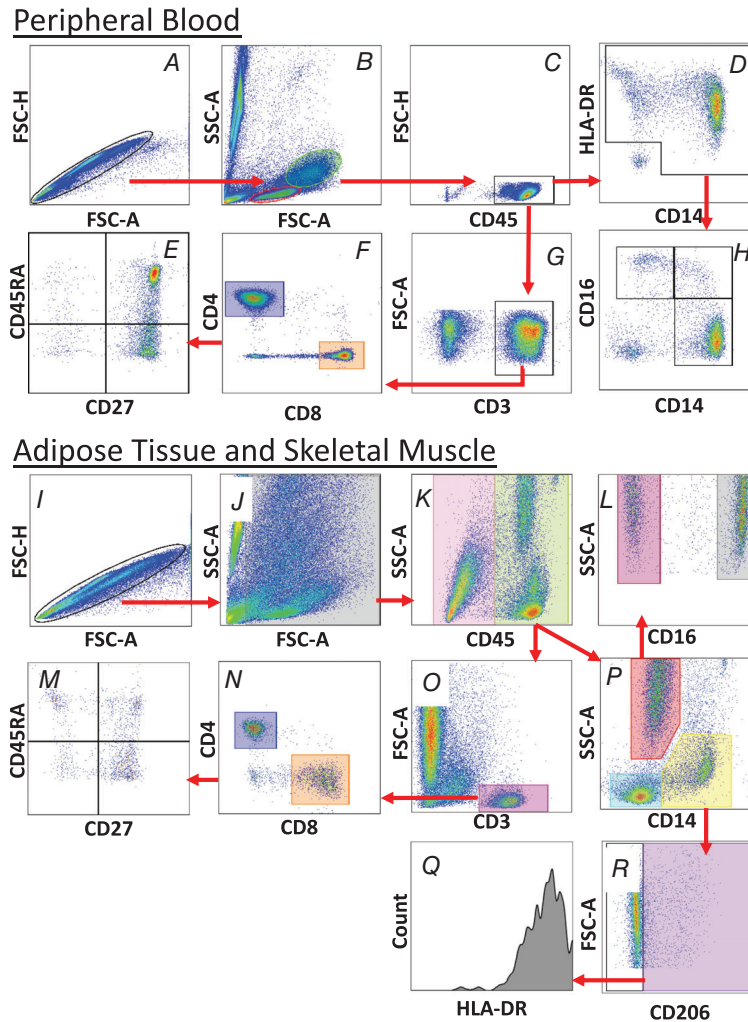 Peripheral Blood
A
B
C
D
FSC-H
SSC-A
FSC-H
HLA-DR
FSC-A
FSC-A
CD45
CD14
E
F
G
H
CD45RA
CD4
FSC-A
CD16
CD27
CD8
CD3
CD14
Adipose Tissue and Skeletal Muscle
I
J
K
L
FSC-H
SSC-A
SSC-A
SSC-A
FSC-A
FSC-A
CD45
CD16
M
N
O
P
CD45RA
CD4
FSC-A
SSC-A
CD27
CD8
CD3
CD14
Q
R
Count
FSC-A
HLA-DR
CD206